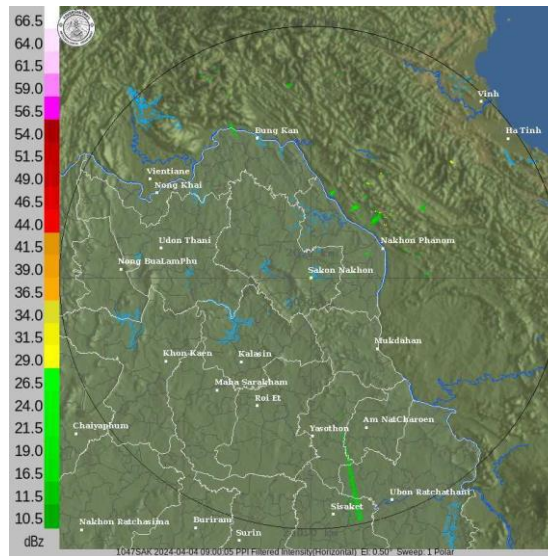 66.5
64.0
61.5
59.0
56.5
54.0
51.5
49.0
46.5
44.0
41.5
39.0
36.5
34.0
31.5
29.0
26.5
24.0
21.5
19.0
16.5
14.0
11.5
10.5
dBz
Vinh
Ha Tinh
Bung Kan
Vientiane
Nong Khai
Udon Thani
Nakhon Phanom
Nong BuaLamPhu
Sakon Nakhon
Mukdahan
Khon Kaen
Kalasin
Maha Sarakham
Roi Et
Am NatCharoen
Chaiyaphum
Yasothon
Ubon Ratchathani
Sisaket
Nakhon Ratchasima
Buriram
Surin
1047SAK 2024-04-04 09:00:05 PPI Filtered Intensity(Horizontal) El: 0.50° Sweep: 1 Polar